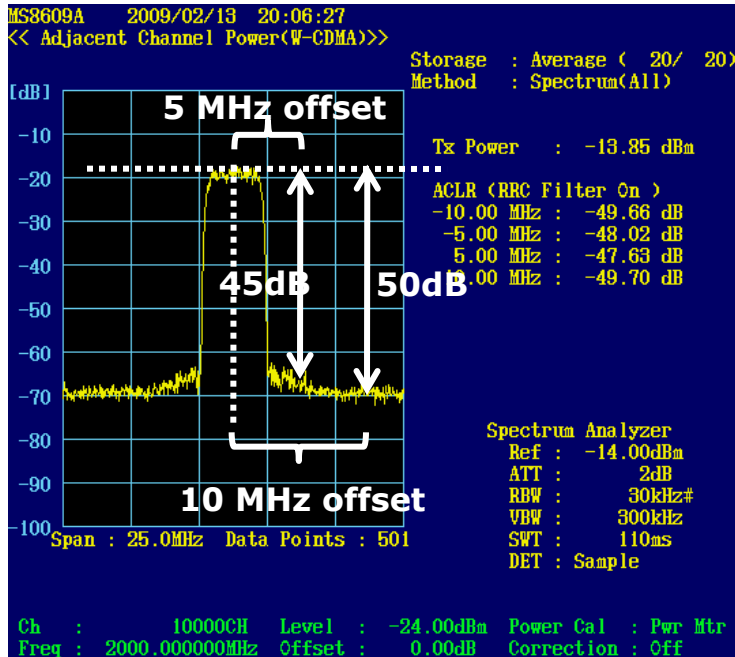 MS8609A 2009/02/13 20:06:27
<< Adjacent Channel Power(W-CDMA)>>
Storage : Average ( 20/ 20)
Method : Spectrum(All)
[dB]
5 MHz offset
-10
Tx Power : -13.85 dBm
-20
ACLR (RRC Filter On )
-10.00 MHz : -49.66 dB
-30
-5.00 MHz : -48.02 dB
5.00 MHz : -47.63 dB
-40
45dB
50dB
.00 MHz : -49.70 dB
-50
-60
-70
-80
Spectrum Analyzer
Ref : -14.00dBm
ATT : 2dB
-90
RBW : 30kHz#
10 MHz offset
VBW : 300kHz
-100
Span : 25.0MHz Data Points : 501
SWT : 110ms
DET : Sample
Ch : 10000CH Level : -24.00dBm Power Cal : Pwr Mtr
Freq : 2000.000000MHz Offset : 0.00dB Correction : Off